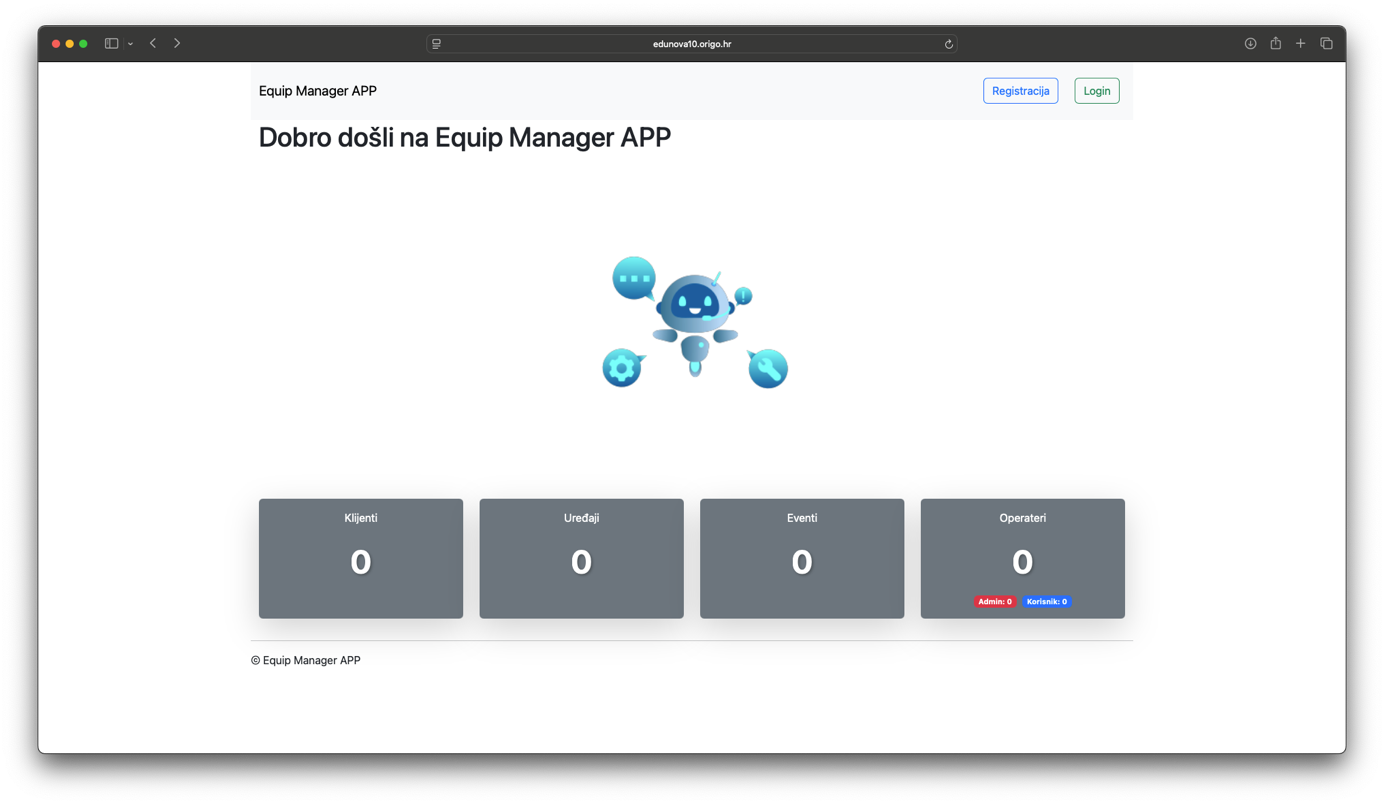 edunova10.origo.hr
Equip Manager APP
Registracija
Login
Dobro došli na Equip Manager APP
Klijenti
0
Uređaji
0
Eventi
0
Operateri
0
Admin: 0
Korisnik: 0
© Equip Manager APP